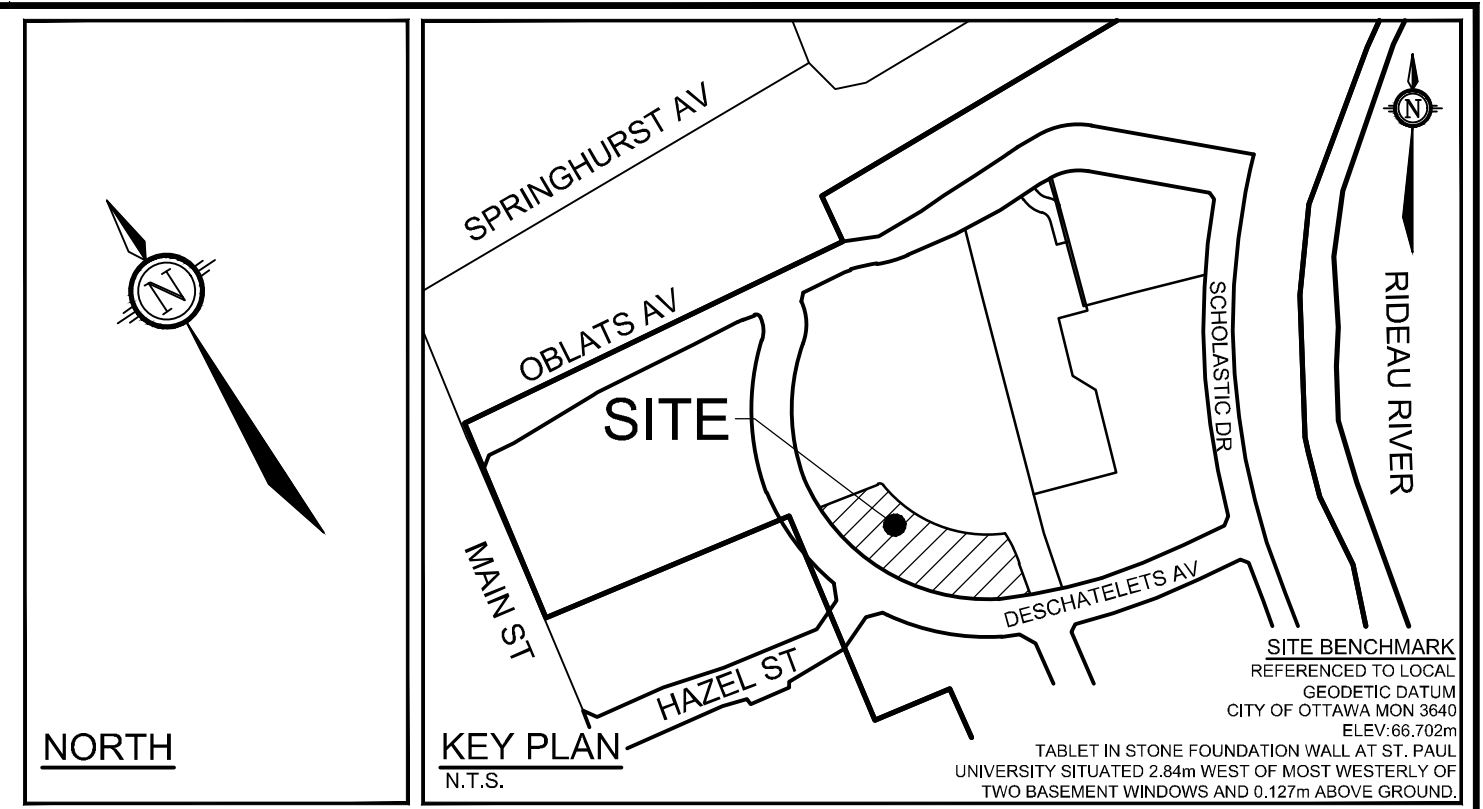 N
NORTH
SPRINGHURST AV
OBLATS AV
SITE
MAIN ST
HAZEL ST
DESCHATELETS AV
SCHOLASTIC DR
RIDEAU RIVER
N
KEY PLAN
N.T.S.
SITE BENCHMARK
REFERENCED TO LOCAL
GEODETIC DATUM
CITY OF OTTAWA MON 3640
ELEV:66.702m
TABLET IN STONE FOUNDATION WALL AT ST. PAUL
UNIVERSITY SITUATED 2.84m WEST OF MOST WESTERLY OF
TWO BASEMENT WINDOWS AND 0.127m ABOVE GROUND.